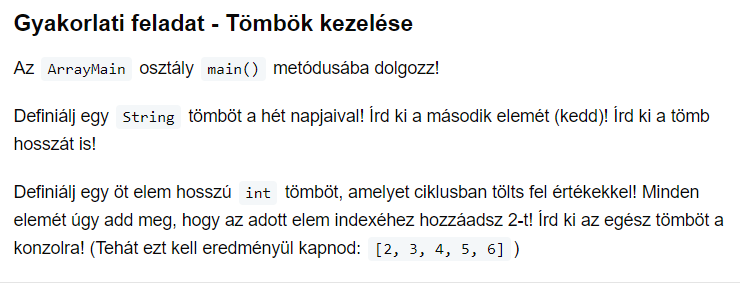 Gyakorlati feladat - Tömbök kezelése
Az ArrayMain osztály main() metódusába dolgozz!
Definiálj egy String tömböt a hét napjaival! Írd ki a második elemét (kedd)! Írd ki a tömb
hosszát is!
Definiálj egy öt elem hosszú int tömböt, amelyet ciklusban tölts fel értékekkel! Minden
elemét úgy add meg, hogy az adott elem indexéhez hozzáadsz 2-t! Írd ki az egész tömböt a
konzolra! (Tehát ezt kell eredményül kapnod: [2, 3, 4, 5, 6] )